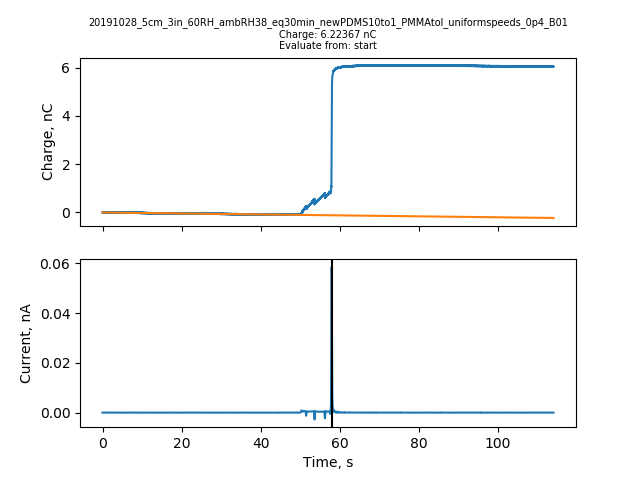 20191028_5cm_3in_60RH_ambRH38_eq30min_newPDMS10to1_PMMAtol_uniformspeeds_0p4_B01
Charge: 6.22367 nC
Evaluate from: start
6
4
2
0
Charge, nC
0.06
0.04
0.02
0.00
Current, nA
0 20 40 60 80 100
Time, s